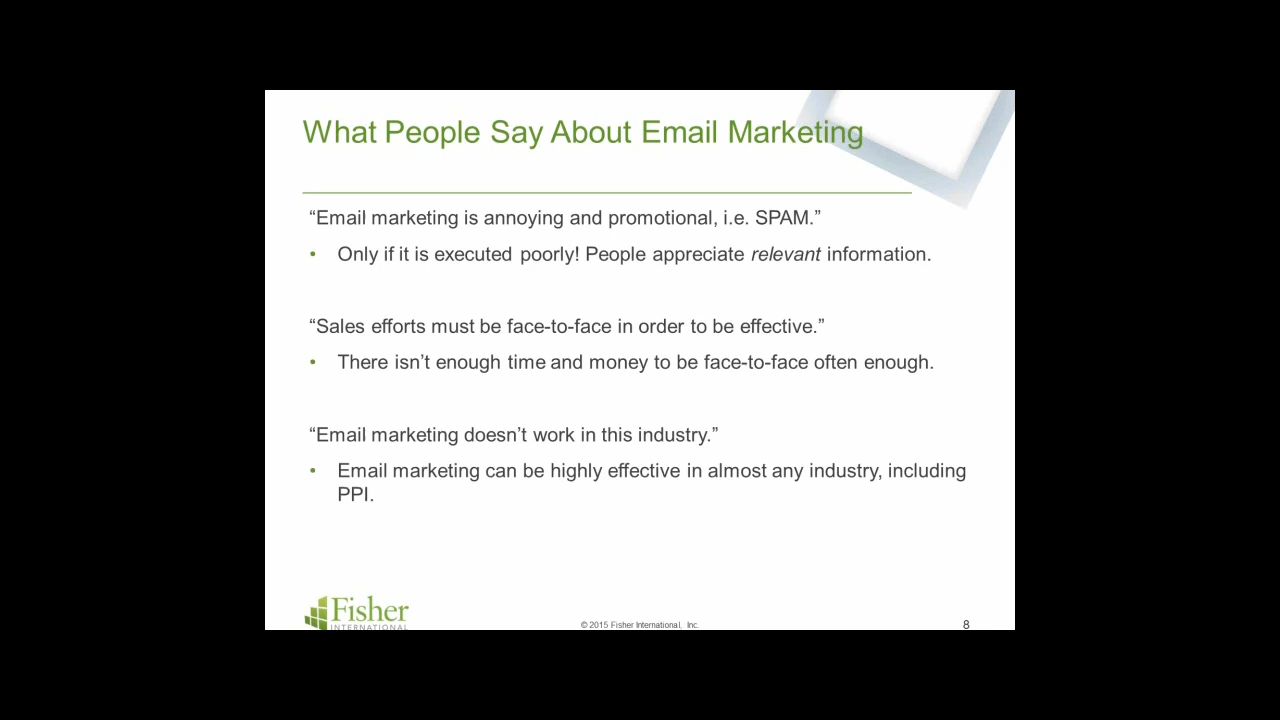 What People Say About Email Marketing
“Email marketing is annoying and promotional, i.e. SPAM.”
• Only if it is executed poorly! People appreciate relevant information.
“Sales efforts must be face-to-face in order to be effective.”
• There isn’t enough time and money to be face-to-face often enough.
“Email marketing doesn’t work in this industry.”
• Email marketing can be highly effective in almost any industry, including
PPI.
Fisher
INTERNATIONAL
© 2015 Fisher International, Inc.
8